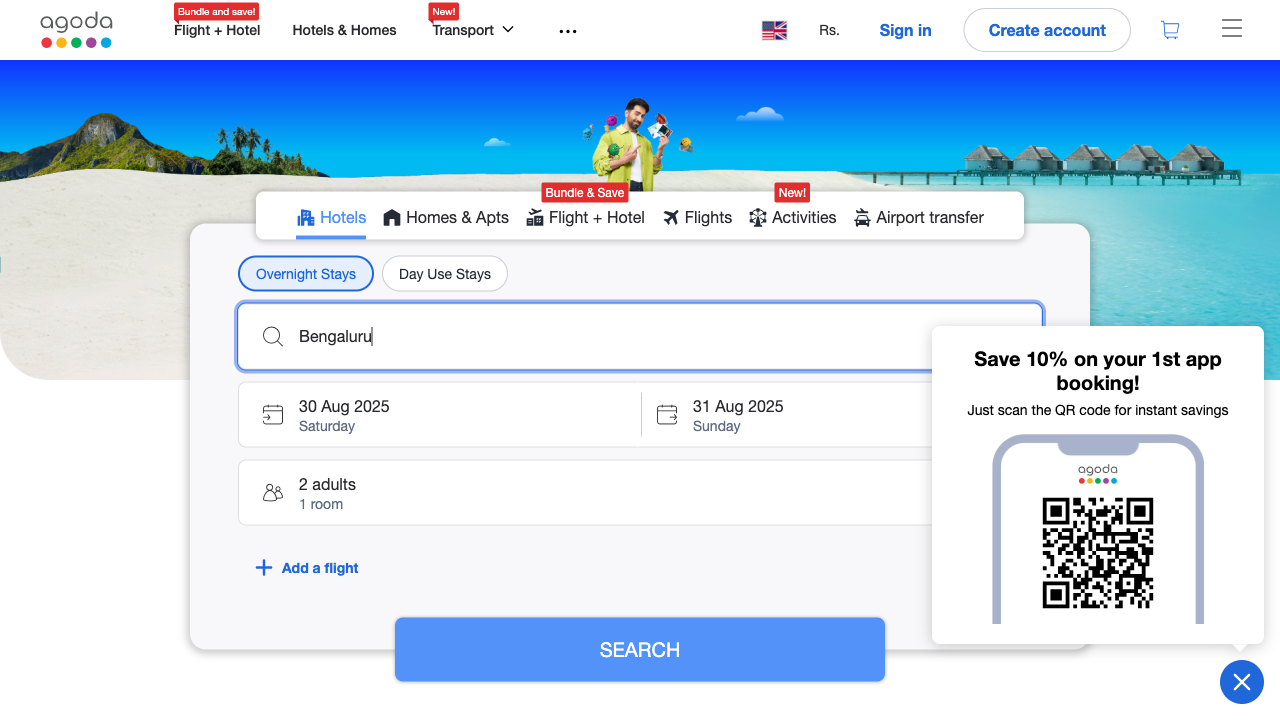 agoda
Bundle and save!
Flight + Hotel
Hotels & Homes
New!
Transport
Rs.
Sign in
Create account
Bundle & Save
New!
Hotels
Homes & Apts
Flight + Hotel
Flights
Activities
Airport transfer
Overnight Stays
Day Use Stays
Bengaluru
30 Aug 2025
Saturday
31 Aug 2025
Sunday
2 adults
1 room
Add a flight
SEARCH
Save 10% on your 1st app
booking!
Just scan the QR code for instant savings
agoda